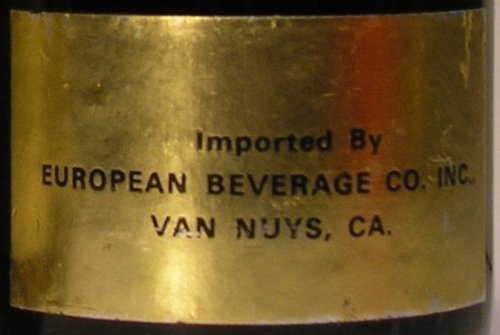 Imported By
EUROPEAN BEVERAGE CO. INC.
VAN NUYS, CA.